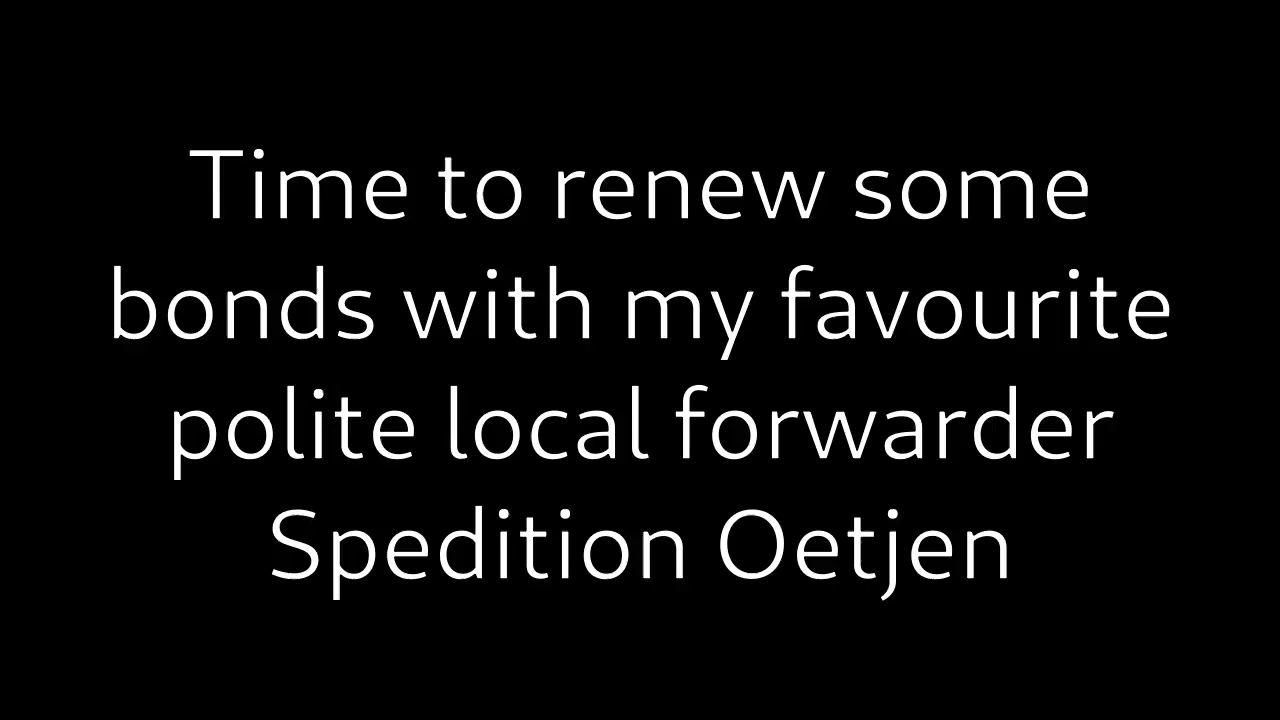 Time to renew some
bonds with my favourite
polite local forwarder
Spedition Oetjen